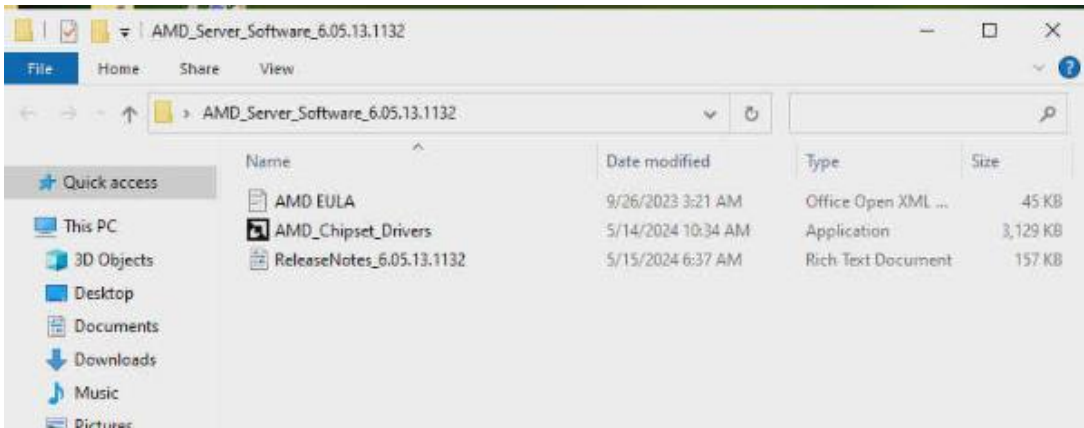 AMD_Server_Software_6.05.13.1132
File Home Share View
AMD_Server_Software_6.05.13.1132
Name Date modified Type Size
Quick access
AMD EULA 9/26/2023 3:21 AM Office Open XML ... 45 KB
This PC
AMD_Chipset_Drivers 5/14/2024 10:34 AM Application 3,129 KB
3D Objects
ReleaseNotes_6.05.13.1132 5/15/2024 6:37 AM Rich Text Document 157 KB
Desktop
Documents
Downloads
Music
Pictures